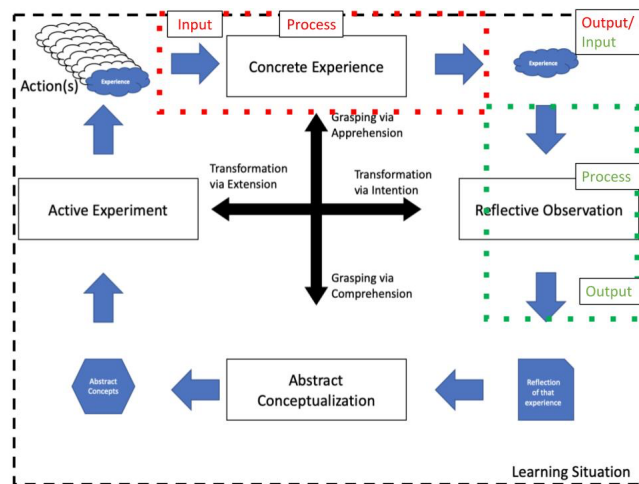 Input
Process
Output/
Input
Experience
Action(s)
Concrete Experience
Experience
Grasping via
Apprehension
Transformation
via Extension
Transformation
via Intention
Process
Active Experiment
Reflective Observation
Grasping via
Comprehension
Output
Abstract
Concepts
Abstract
Conceptualization
Reflection
of that
experience
Learning Situation